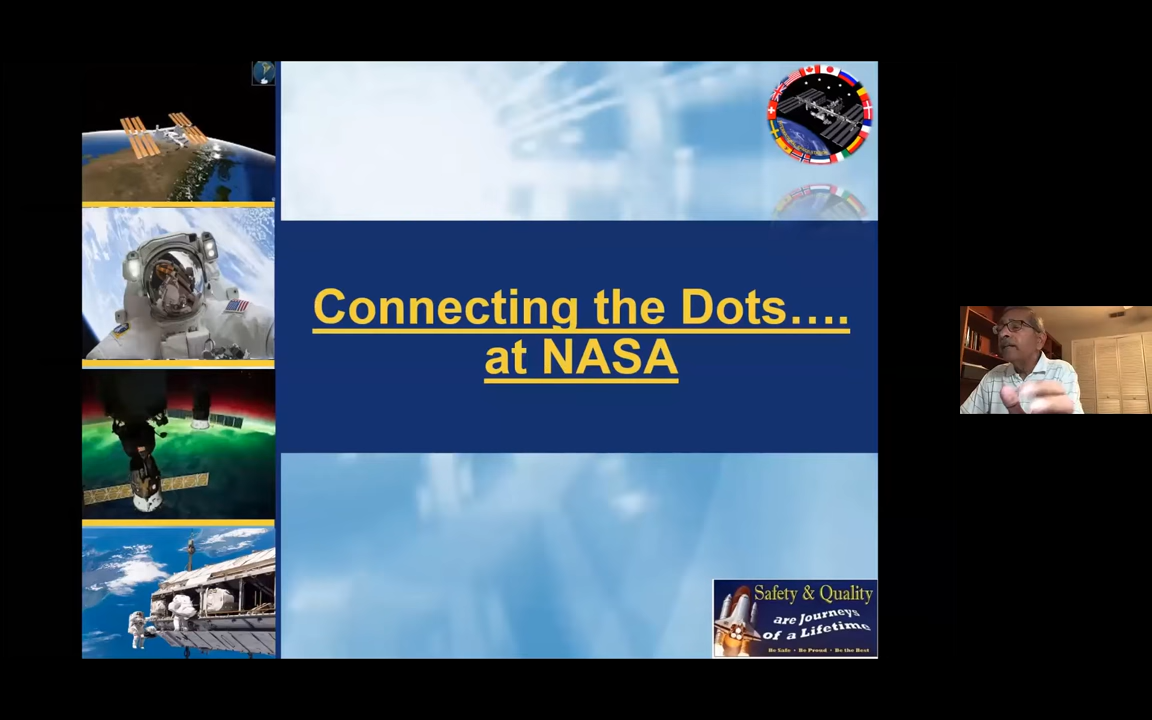 Connecting the Dots….
at NASA
Safety & Quality
are Journeys
of a Lifetime
Be Safe • Be Proud • Be the Best